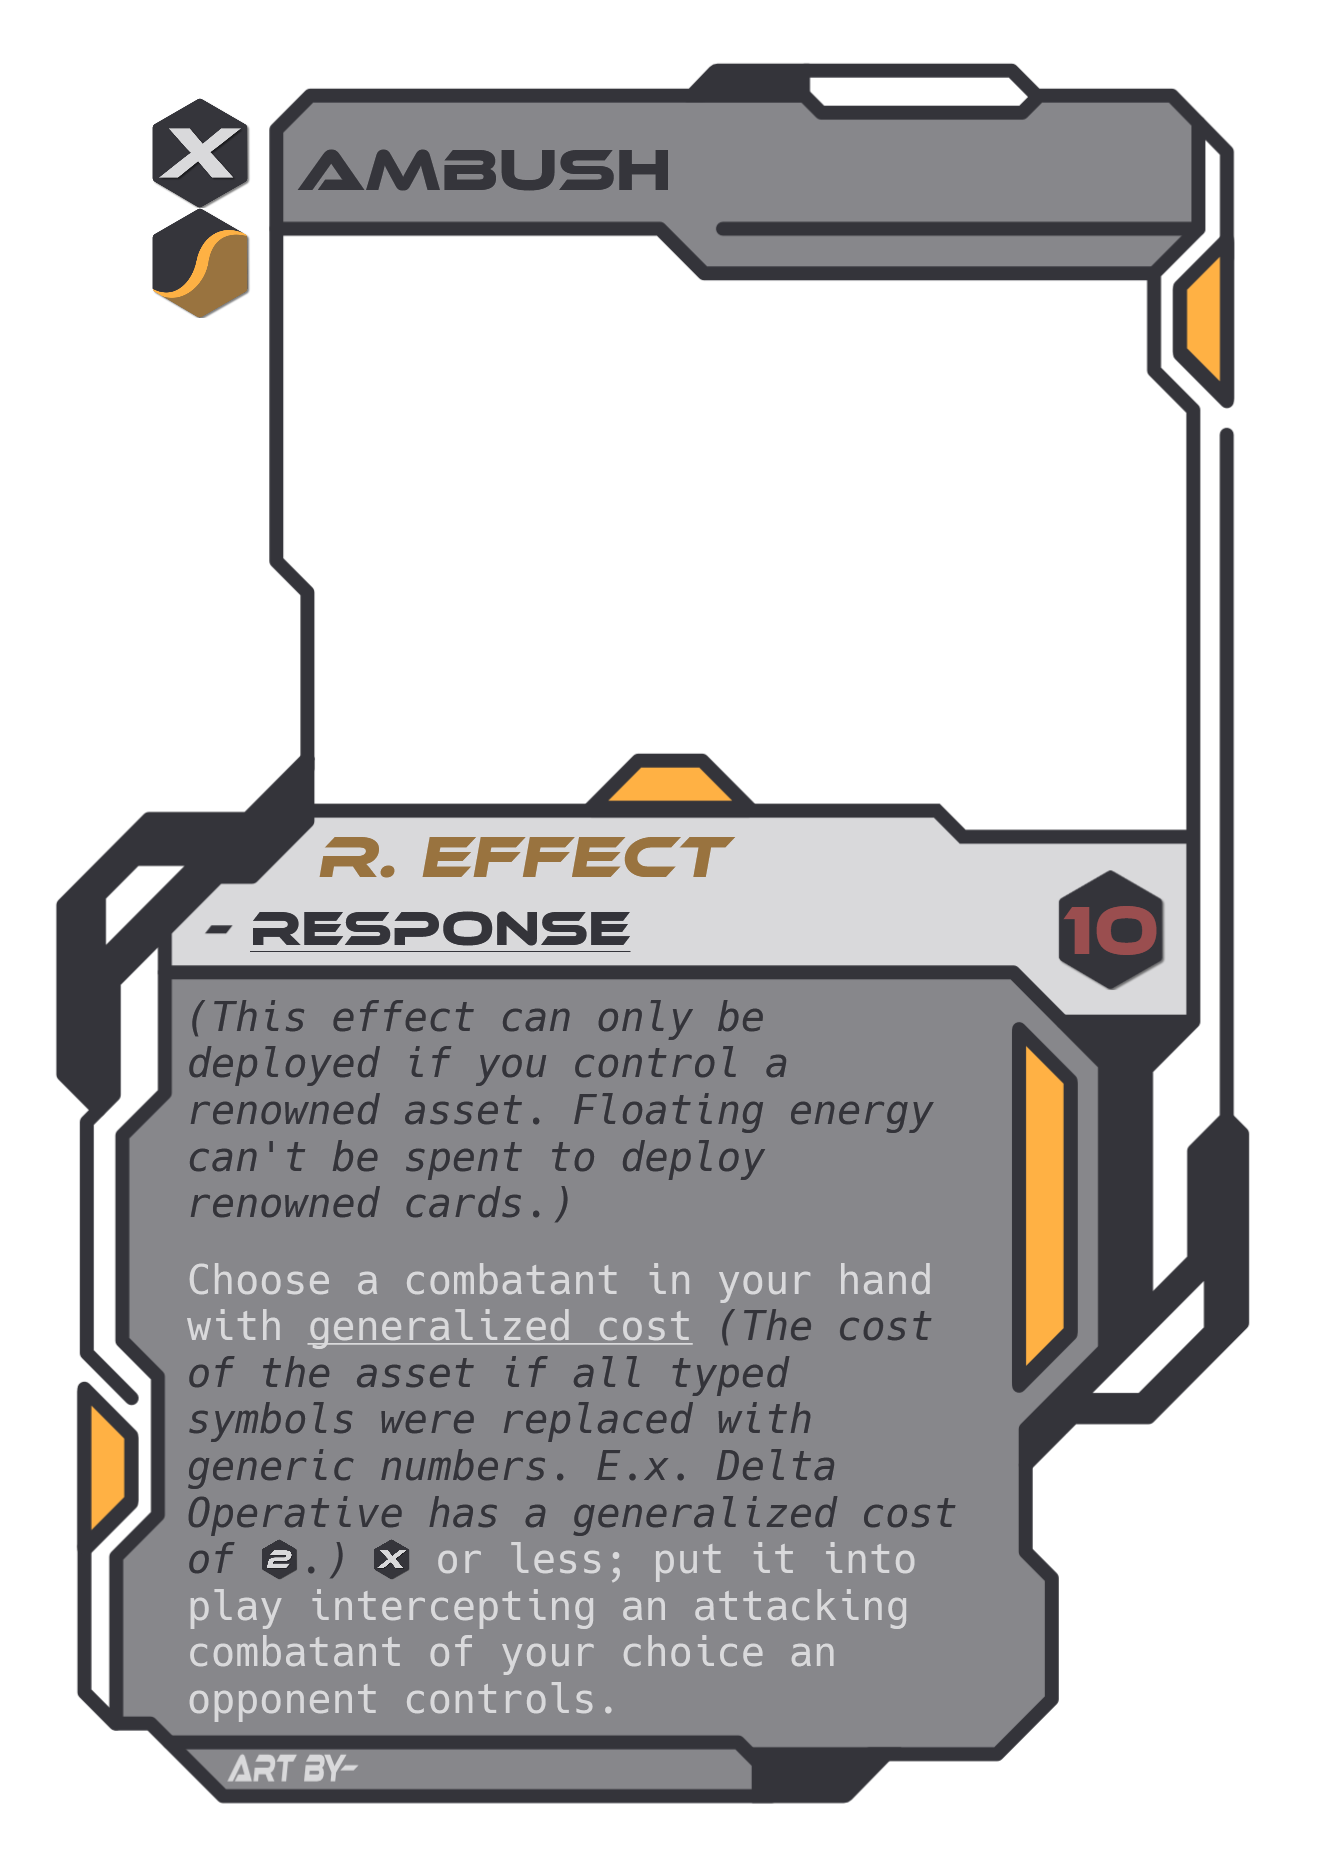 X
AMBUSH
R. EFFECT
- RESPONSE
10
(This effect can only be
deployed if you control a
renowned asset. Floating energy
can't be spent to deploy
renowned cards.)
Choose a combatant in your hand
with generalized cost (The cost
of the asset if all typed
symbols were replaced with
generic numbers. E.x. Delta
Operative has a generalized cost
of 2.) X or less; put it into
play intercepting an attacking
combatant of your choice an
opponent controls.
ART BY-